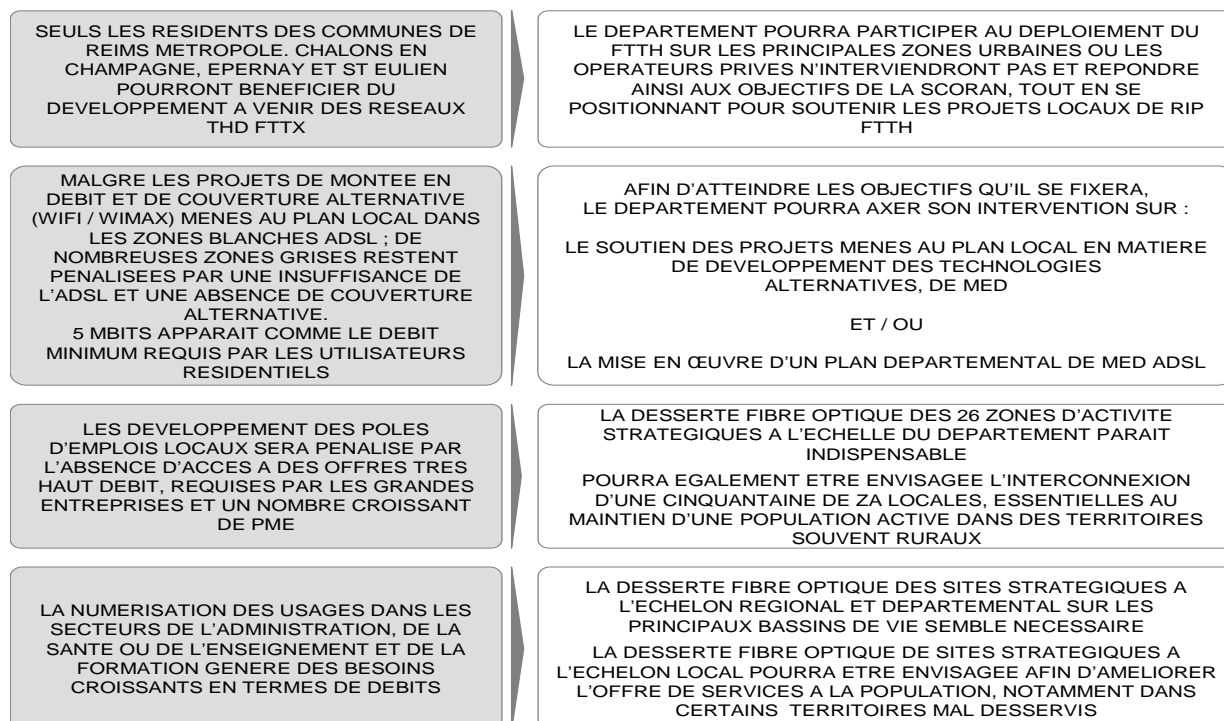 SEULS LES RESIDENTS DES COMMUNES DE
REIMS METROPOLE. CHALONS EN
CHAMPAGNE, EPERNAY ET ST EULIEN
POURRONT BENEFICIER DU
DEVELOPPEMENT A VENIR DES RESEAUX
THD FTTX
LE DEPARTEMENT POURRA PARTICIPER AU DEPLOIEMENT DU
FTTH SUR LES PRINCIPALES ZONES URBAINES OU LES
OPERATEURS PRIVES N'INTERVIENDRONT PAS ET REPONDRE
AINSI AUX OBJECTIFS DE LA SCORAN, TOUT EN SE
POSITIONNANT POUR SOUTENIR LES PROJETS LOCAUX DE RIP
FTTH
MALGRE LES PROJETS DE MONTEE EN
DEBIT ET DE COUVERTURE ALTERNATIVE
(WIFI / WIMAX) MENES AU PLAN LOCAL DANS
LES ZONES BLANCHES ADSL ; DE
NOMBREUSES ZONES GRISES RESTENT
PENALISEES PAR UNE INSUFFISANCE DE
L'ADSL ET UNE ABSENCE DE COUVERTURE
ALTERNATIVE.
5 MBITS APPARAIT COMME LE DEBIT
MINIMUM REQUIS PAR LES UTILISATEURS
RESIDENTIELS
AFIN D'ATTEINDRE LES OBJECTIFS QU'IL SE FIXERA,
LE DEPARTEMENT POURRA AXER SON INTERVENTION SUR :
LE SOUTIEN DES PROJETS MENES AU PLAN LOCAL EN MATIERE
DE DEVELOPPEMENT DES TECHNOLOGIES
ALTERNATIVES, DE MED
ET / OU
LA MISE EN ŒUVRE D'UN PLAN DEPARTEMENTAL DE MED ADSL
LES DEVELOPPEMENT DES POLES
D'EMPLOIS LOCAUX SERA PENALISE PAR
L'ABSENCE D'ACCES A DES OFFRES TRES
HAUT DEBIT, REQUISES PAR LES GRANDES
ENTREPRISES ET UN NOMBRE CROISSANT
DE PME
LA DESSERTE FIBRE OPTIQUE DES 26 ZONES D'ACTIVITE
STRATEGIQUES A L'ECHELLE DU DEPARTEMENT PARAIT
INDISPENSABLE
POURRA EGALEMENT ETRE ENVISAGEE L'INTERCONNEXION
D'UNE CINQUANTAINE DE ZA LOCALES, ESSENTIELLES AU
MAINTIEN D'UNE POPULATION ACTIVE DANS DES TERRITOIRES
SOUVENT RURAUX
LA NUMERISATION DES USAGES DANS LES
SECTEURS DE L'ADMINISTRATION, DE LA
SANTE OU DE L'ENSEIGNEMENT ET DE LA
FORMATION GENERE DES BESOINS
CROISSANTS EN TERMES DE DEBITS
LA DESSERTE FIBRE OPTIQUE DES SITES STRATEGIQUES A
L'ECHELON REGIONAL ET DEPARTEMENTAL SUR LES
PRINCIPAUX BASSINS DE VIE SEMBLE NECESSAIRE
LA DESSERTE FIBRE OPTIQUE DE SITES STRATEGIQUES A
L'ECHELON LOCAL POURRA ETRE ENVISAGEE AFIN D'AMELIORER
L'OFFRE DE SERVICES A LA POPULATION, NOTAMMENT DANS
CERTAINS TERRITOIRES MAL DESSERVIS